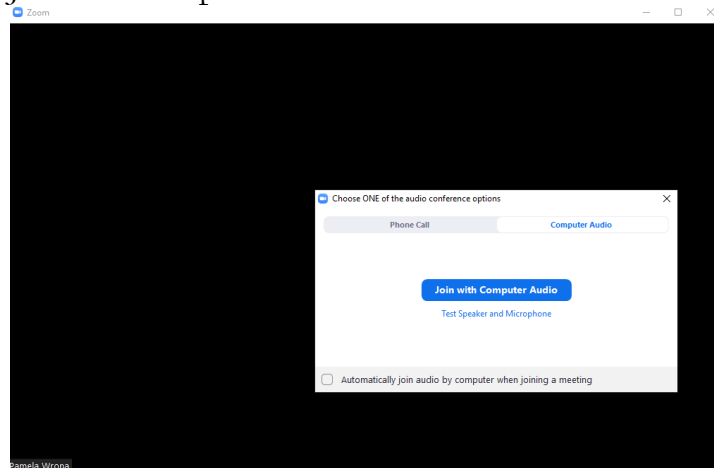 Zoom
Choose ONE of the audio conference options
Phone Call
Computer Audio
Join with Computer Audio
Test Speaker and Microphone
Automatically join audio by computer when joining a meeting
Pamela Wrona